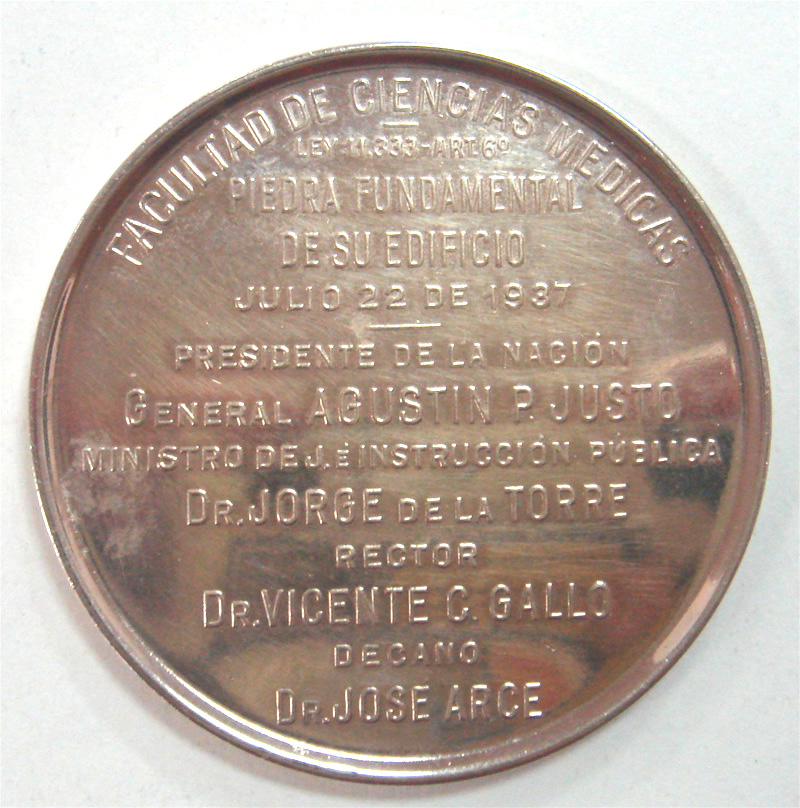 FACULTAD DE CIENCIAS MÉDICAS
LEY 11.333-ART. 6º
PIEDRA FUNDAMENTAL
DE SU EDIFICIO
JULIO 22 DE 1937
PRESIDENTE DE LA NACIÓN
GENERAL AGUSTIN P. JUSTO
MINISTRO DE J. É INSTRUCCIÓN PÚBLICA
DR. JORGE DE LA TORRE
RECTOR
DR. VICENTE C. GALLO
DECANO
DR. JOSÉ ARCE